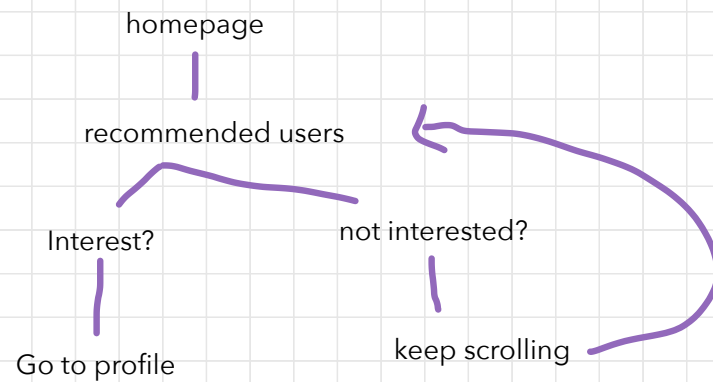 homepage
recommended users
Interest?
not interested?
Go to profile
keep scrolling